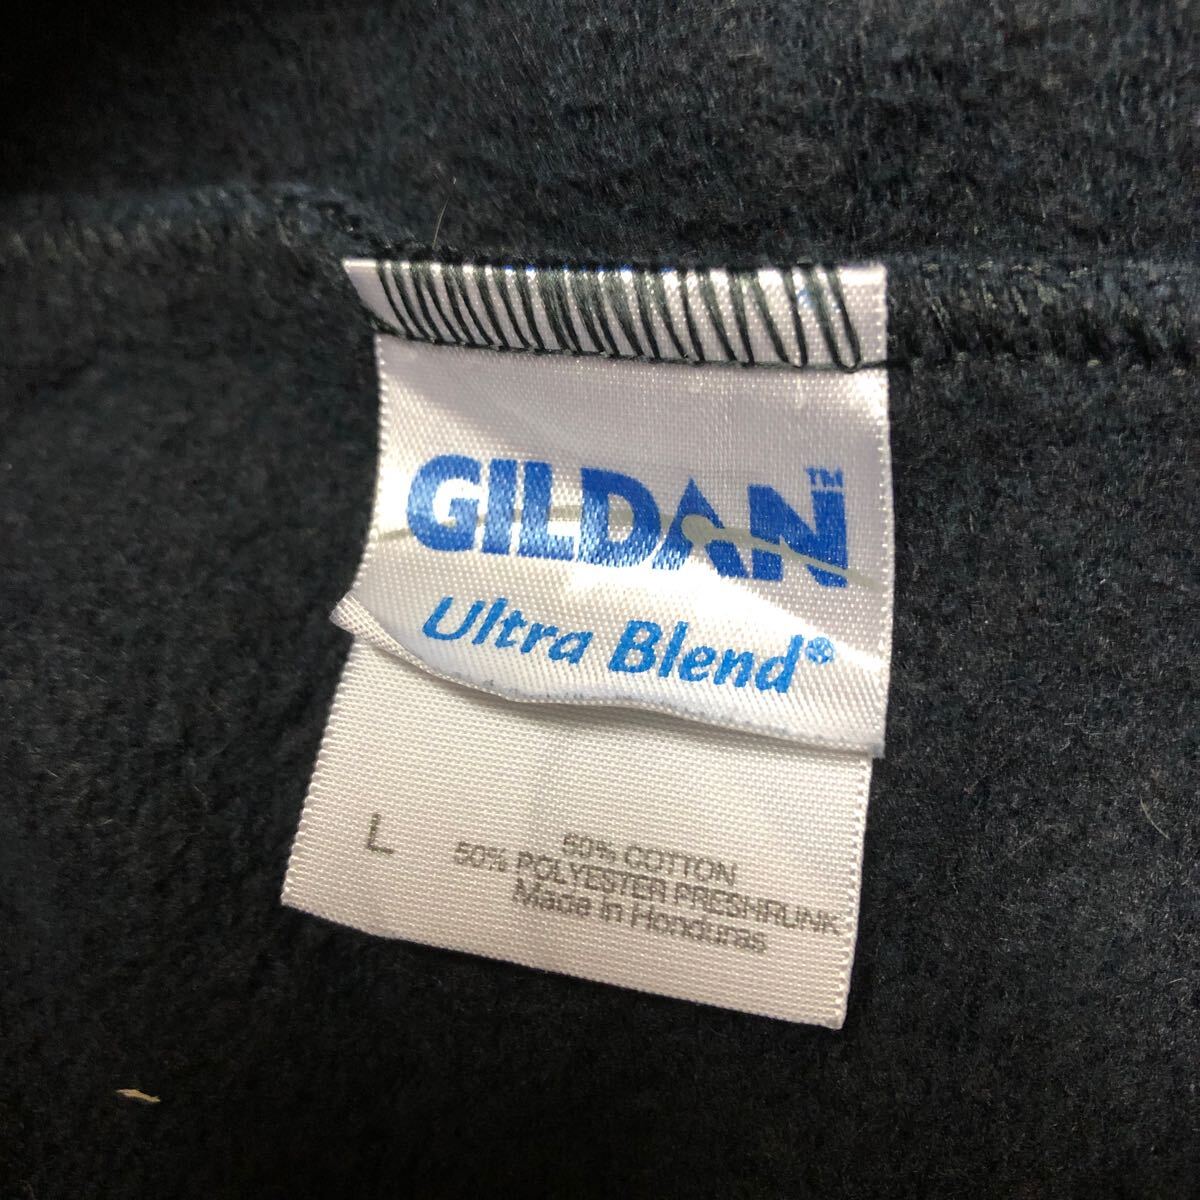 GILDAN™
Ultra Blend®
L
50% COTTON
50% POLYESTER PRESHRUNK
Made in Honduras